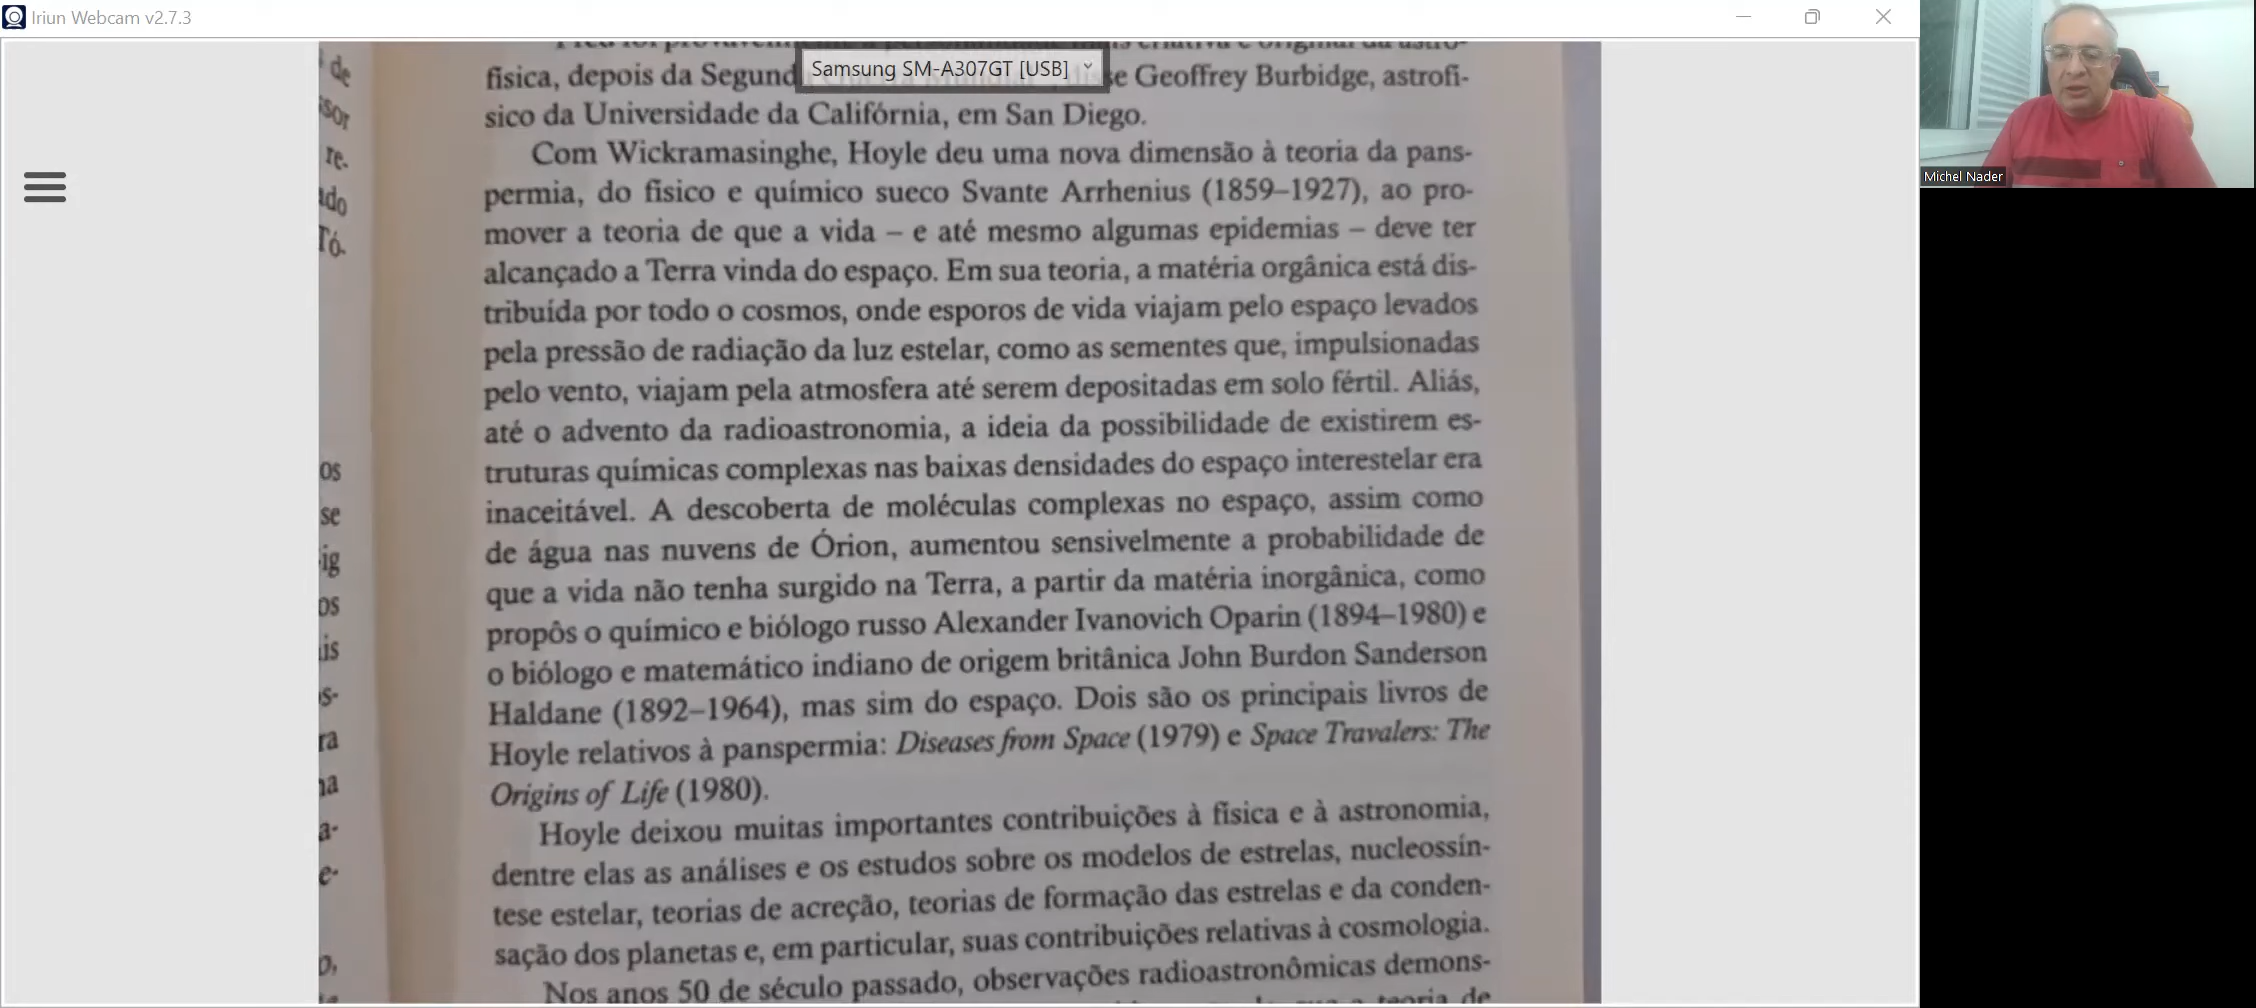 Iriun Webcam v2.7.3
Samsung SM-A307GT [USB]
Michel Nader
física, depois da Segund se Geoffrey Burbidge, astrofí-
sico da Universidade da Califórnia, em San Diego.
Com Wickramasinghe, Hoyle deu uma nova dimensão à teoria da pans-
permia, do físico e químico sueco Svante Arrhenius (1859–1927), ao pro-
mover a teoria de que a vida – e até mesmo algumas epidemias – deve ter
alcançado a Terra vinda do espaço. Em sua teoria, a matéria orgânica está dis-
tribuída por todo o cosmos, onde esporos de vida viajam pelo espaço levados
pela pressão de radiação da luz estelar, como as sementes que, impulsionadas
pelo vento, viajam pela atmosfera até serem depositadas em solo fértil. Aliás,
até o advento da radioastronomia, a ideia da possibilidade de existirem es-
truturas químicas complexas nas baixas densidades do espaço interestelar era
inaceitável. A descoberta de moléculas complexas no espaço, assim como
de água nas nuvens de Órion, aumentou sensivelmente a probabilidade de
que a vida não tenha surgido na Terra, a partir da matéria inorgânica, como
propôs o químico e biólogo russo Alexander Ivanovich Oparin (1894–1980) e
o biólogo e matemático indiano de origem britânica John Burdon Sanderson
Haldane (1892–1964), mas sim do espaço. Dois são os principais livros de
Hoyle relativos à panspermia: Diseases from Space (1979) e Space Travalers: The
Origins of Life (1980).
Hoyle deixou muitas importantes contribuições à física e à astronomia,
dentre elas as análises e os estudos sobre os modelos de estrelas, nucleossín-
tese estelar, teorias de acreção, teorias de formação das estrelas e da conden-
sação dos planetas e, em particular, suas contribuições relativas à cosmologia.
Nos anos 50 de século passado, observações radioastronômicas demons-